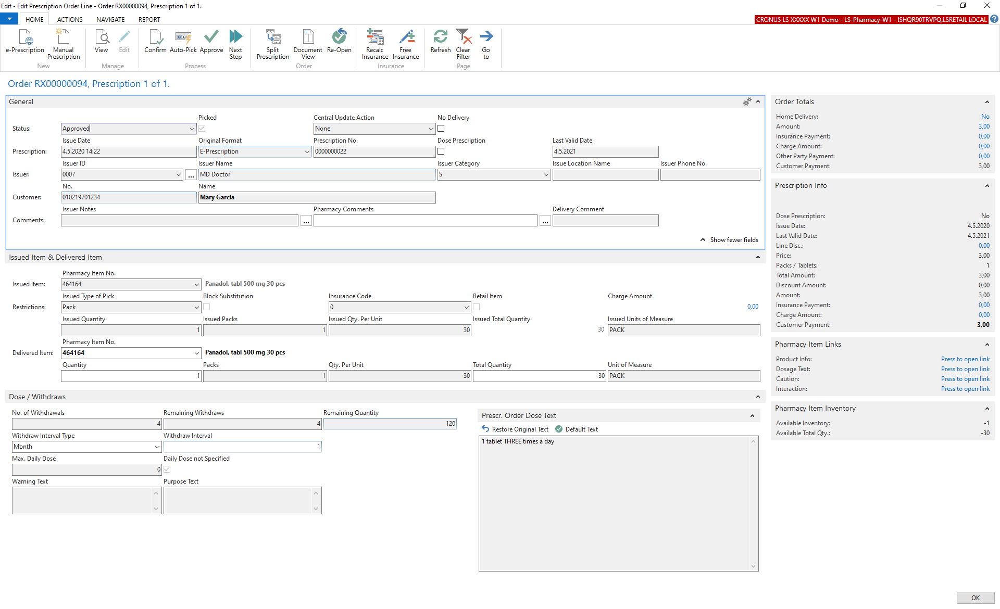 Edit - Edit Prescription Order Line - Order RX00000094, Prescription 1 of 1.
HOME ACTIONS NAVIGATE REPORT
CRONUS LS XXXXX W1 Demo - LS-Pharmacy-W1 - ISHQR90TRVPQ.LSRETAIL.LOCAL
e-Prescription
Manual Prescription
New
View
Edit
Manage
Confirm
Auto-Pick
Approve
Next Step
Process
Split Prescription
Document View
Re-Open
Order
Recalc Insurance
Free Insurance
Insurance
Refresh
Clear Filter
Go to
Page
Order RX00000094, Prescription 1 of 1.
General
Picked Central Update Action No Delivery
Status: Approved None
Issue Date Original Format Prescription No. Dose Prescription Last Valid Date
Prescription: 4.5.2020 14:22 E-Prescription 0000000022 4.5.2021
Issuer ID Issuer Name Issuer Category Issue Location Name Issuer Phone No.
Issuer: 0007 ... MD Doctor S
No. Name
Customer: 010219701234 Mary García
Issuer Notes Pharmacy Comments Delivery Comment
Comments: ... ...
Show fewer fields
Issued Item & Delivered Item
Pharmacy Item No.
Issued Item: 464164 Panadol, tabl 500 mg 30 pcs
Issued Type of Pick Block Substitution Insurance Code Retail Item Charge Amount
Restrictions: Pack 0 0,00
Issued Quantity Issued Packs Issued Qty. Per Unit Issued Total Quantity Issued Units of Measure
1 1 30 30 PACK
Pharmacy Item No.
Delivered Item: 464164 Panadol, tabl 500 mg 30 pcs
Quantity Packs Qty. Per Unit Total Quantity Unit of Measure
1 1 30 30 PACK
Dose / Withdraws
No. of Withdrawals Remaining Withdraws Remaining Quantity
4 4 120
Withdraw Interval Type Withdraw Interval
Month 1
Max. Daily Dose Daily Dose not Specified
0
Warning Text Purpose Text
Prescr. Order Dose Text
Restore Original Text Default Text
1 tablet THREE times a day
Order Totals
Home Delivery: No
Amount: 3,00
Insurance Payment: 0,00
Charge Amount: 0,00
Other Party Payment: 0,00
Customer Payment: 3,00
Prescription Info
Dose Prescription: No
Issue Date: 4.5.2020
Last Valid Date: 4.5.2021
Line Disc.: 0,00
Price: 3,00
Packs / Tablets: 1
Total Amount: 3,00
Discount Amount: 0,00
Amount: 3,00
Insurance Payment: 0,00
Charge Amount: 0,00
Customer Payment: 3,00
Pharmacy Item Links
Product Info: Press to open link
Dosage Text: Press to open link
Caution: Press to open link
Interaction: Press to open link
Pharmacy Item Inventory
Available Inventory: -1
Available Total Qty.: -30
OK